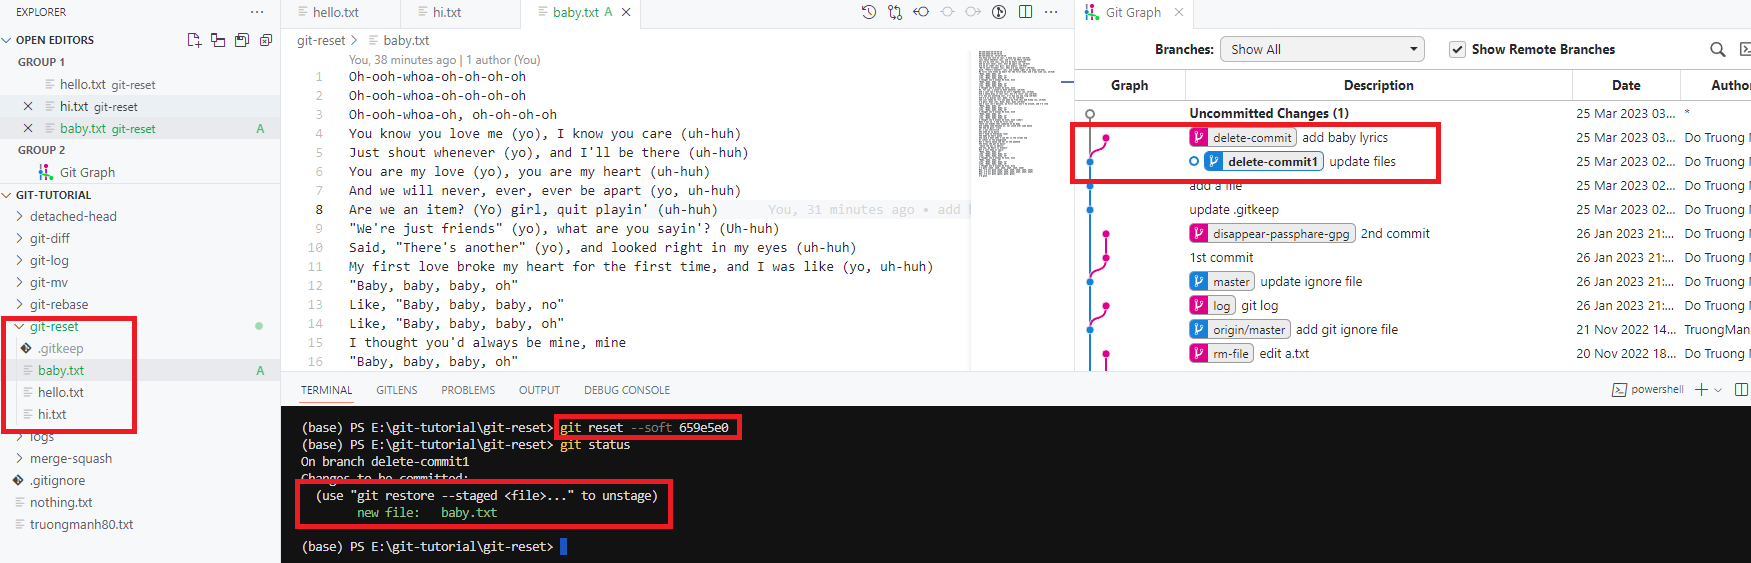 EXPLORER
OPEN EDITORS
GROUP 1
hello.txt git-reset
hi.txt git-reset
baby.txt git-reset A
GROUP 2
Git Graph
GIT-TUTORIAL
detached-head
git-diff
git-log
git-mv
git-rebase
git-reset
.gitkeep
baby.txt A
hello.txt
hi.txt
logs
merge-squash
.gitignore
nothing.txt
truongmanh80.txt
hello.txt
hi.txt
baby.txt A
git-reset > baby.txt
You, 38 minutes ago | 1 author (You)
1 Oh-ooh-whoa-oh-oh-oh-oh
2 Oh-ooh-whoa-oh-oh-oh-oh
3 Oh-ooh-whoa-oh, oh-oh-oh-oh
4 You know you love me (yo), I know you care (uh-huh)
5 Just shout whenever (yo), and I'll be there (uh-huh)
6 You are my love (yo), you are my heart (uh-huh)
7 And we will never, ever, ever be apart (yo, uh-huh)
8 Are we an item? (Yo) girl, quit playin' (uh-huh) You, 31 minutes ago • add
9 "We're just friends" (yo), what are you sayin'? (Uh-huh)
10 Said, "There's another" (yo), and looked right in my eyes (uh-huh)
11 My first love broke my heart for the first time, and I was like (yo, uh-huh)
12 "Baby, baby, baby, oh"
13 Like, "Baby, baby, baby, no"
14 Like, "Baby, baby, baby, oh"
15 I thought you'd always be mine, mine
16 "Baby, baby, baby, oh"
Git Graph
Branches: Show All Show Remote Branches
Graph Description Date Author
Uncommitted Changes (1) 25 Mar 2023 03... *
delete-commit add baby lyrics 25 Mar 2023 03... Do Truong M
delete-commit1 update files 25 Mar 2023 02... Do Truong M
add a file 25 Mar 2023 02... Do Truong M
update .gitkeep 25 Mar 2023 02... Do Truong M
disappear-passphare-gpg 2nd commit 26 Jan 2023 21:... Do Truong M
1st commit 26 Jan 2023 21:... Do Truong M
master update ignore file 26 Jan 2023 21:... Do Truong M
log git log 26 Jan 2023 21:... Do Truong M
origin/master add git ignore file 21 Nov 2022 14... TruongMan
rm-file edit a.txt 20 Nov 2022 18... Do Truong M
TERMINAL GITLENS PROBLEMS OUTPUT DEBUG CONSOLE
powershell
(base) PS E:\git-tutorial\git-reset> git reset --soft 659e5e0
(base) PS E:\git-tutorial\git-reset> git status
On branch delete-commit1
Changes to be committed:
(use "git restore --staged <file>..." to unstage)
new file: baby.txt
(base) PS E:\git-tutorial\git-reset>